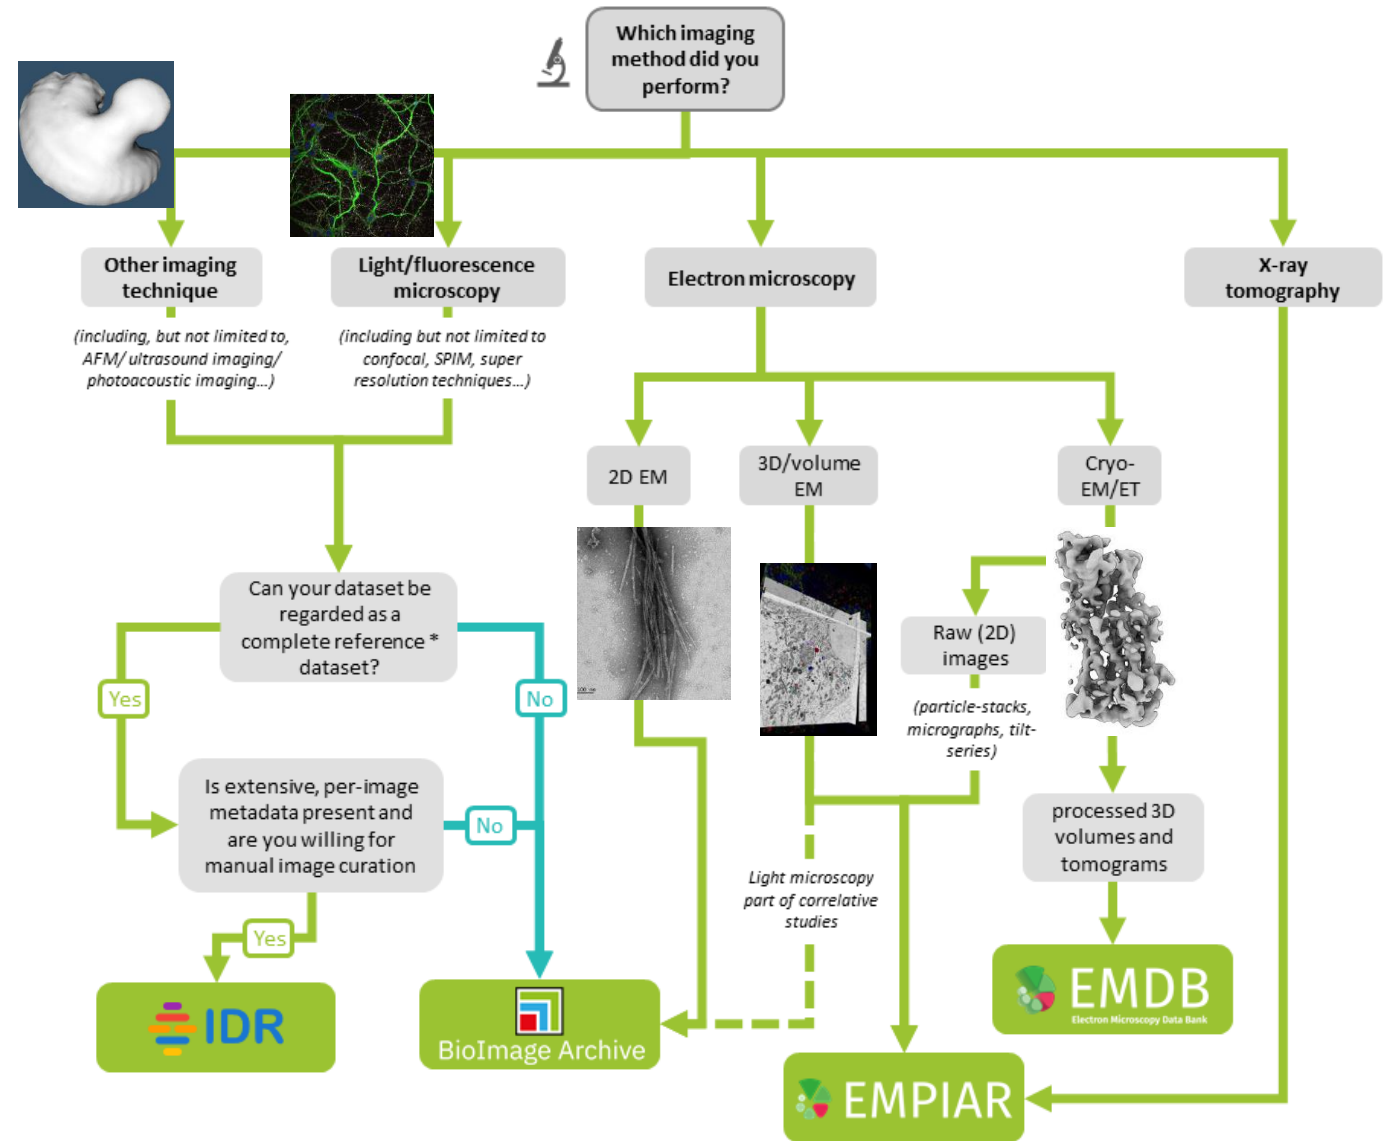 Which imaging
method did you
perform?
Other imaging
technique
Light/fluorescence
microscopy
Electron microscopy
X-ray
tomography
(including, but not limited to,
AFM/ ultrasound imaging/
photoacoustic imaging...)
(including but not limited to
confocal, SPIM, super
resolution techniques...)
2D EM
3D/volume
EM
Cryo-
EM/ET
Can your dataset be
regarded as a
complete reference *
dataset?
Raw (2D)
images
Yes
No
(particle-stacks,
micrographs, tilt-
series)
Is extensive, per-image
metadata present and
are you willing for
manual image curation
No
processed 3D
volumes and
tomograms
Light microscopy
part of correlative
studies
Yes
IDR
BioImage Archive
EMDB
Electron Microscopy Data Bank
EMPIAR